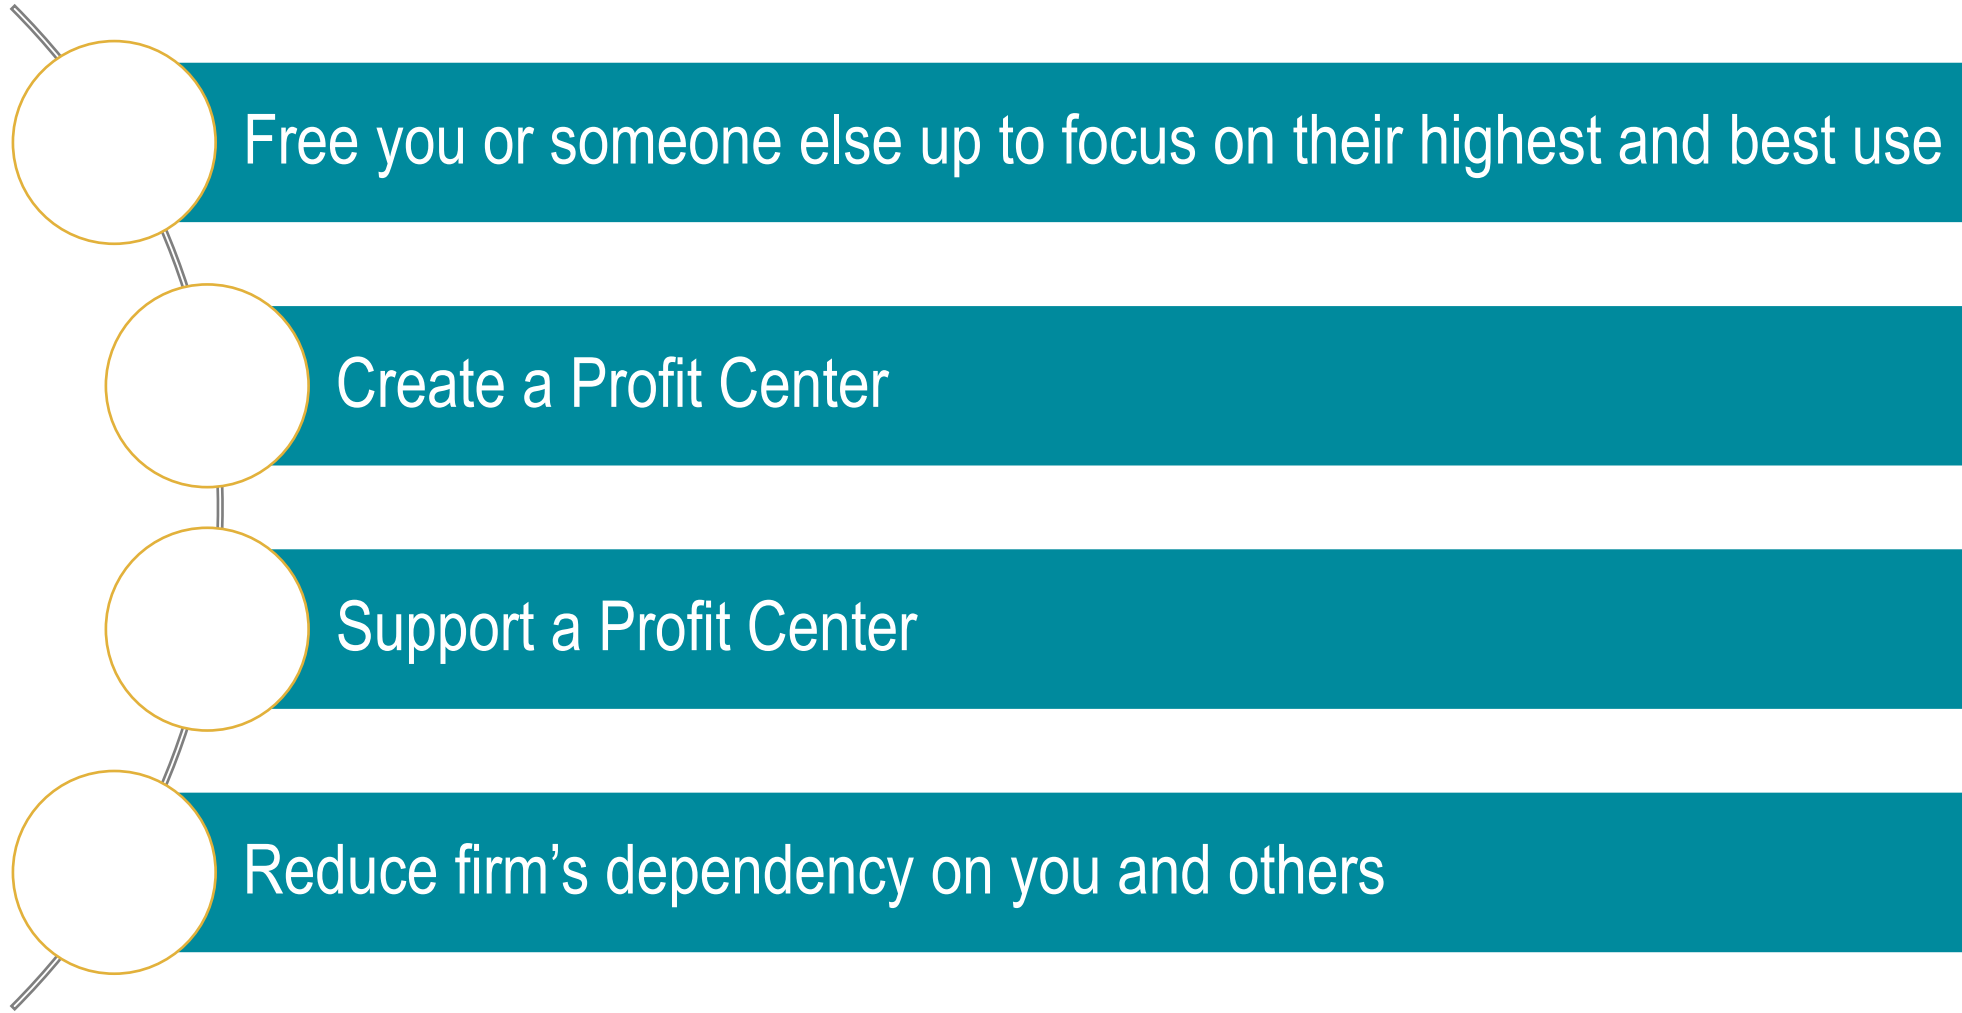 Free you or someone else up to focus on their highest and best use
Create a Profit Center
Support a Profit Center
Reduce firm’s dependency on you and others